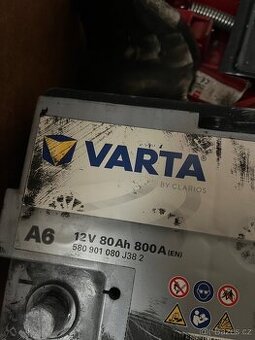 VARTA
BY CLARIOS
A6 12V 80Ah 800A (EN)
580 901 080 J38 2